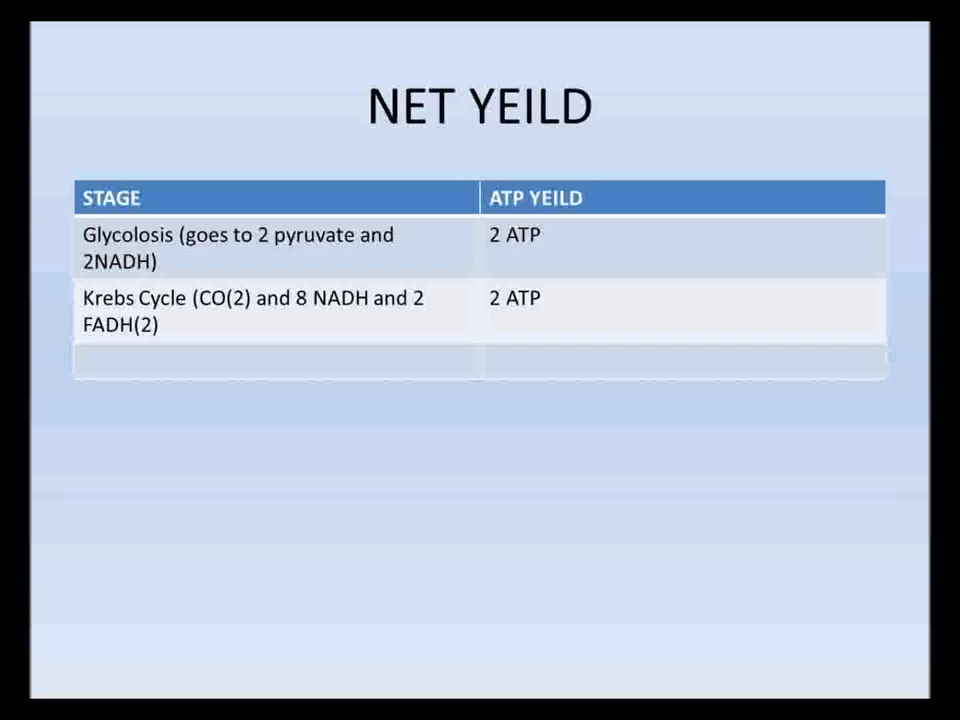 NET YEILD
STAGE
ATP YEILD
Glycolosis (goes to 2 pyruvate and
2NADH)
2 ATP
Krebs Cycle (CO(2) and 8 NADH and 2
FADH(2)
2 ATP